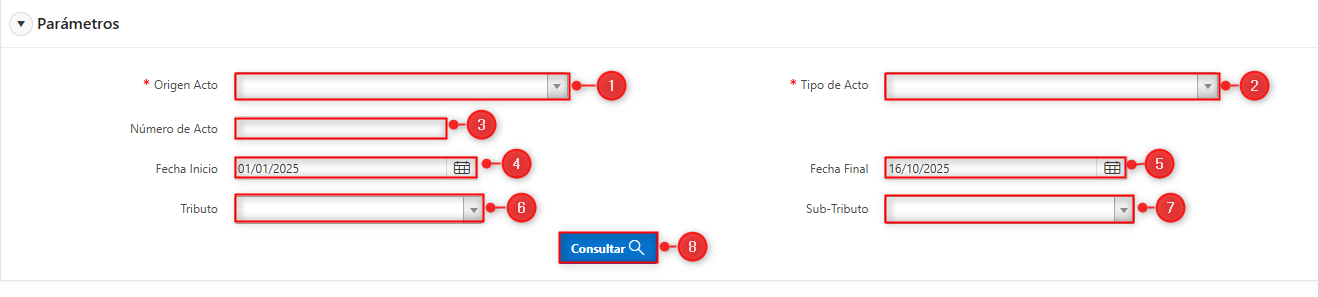 Parámetros
* Origen Acto 1 * Tipo de Acto 2
Número de Acto 3
Fecha Inicio 01/01/2025 4 Fecha Final 16/10/2025 5
Tributo 6 Sub-Tributo 7
Consultar 8